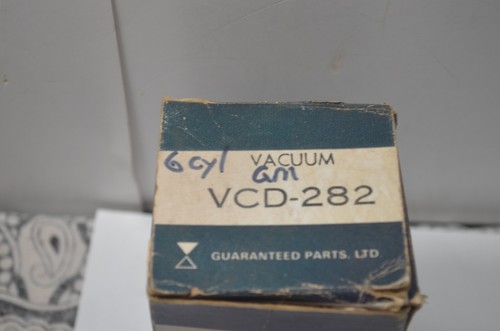 6 cyl VACUUM
GM
VCD-282
GUARANTEED PARTS. LTD